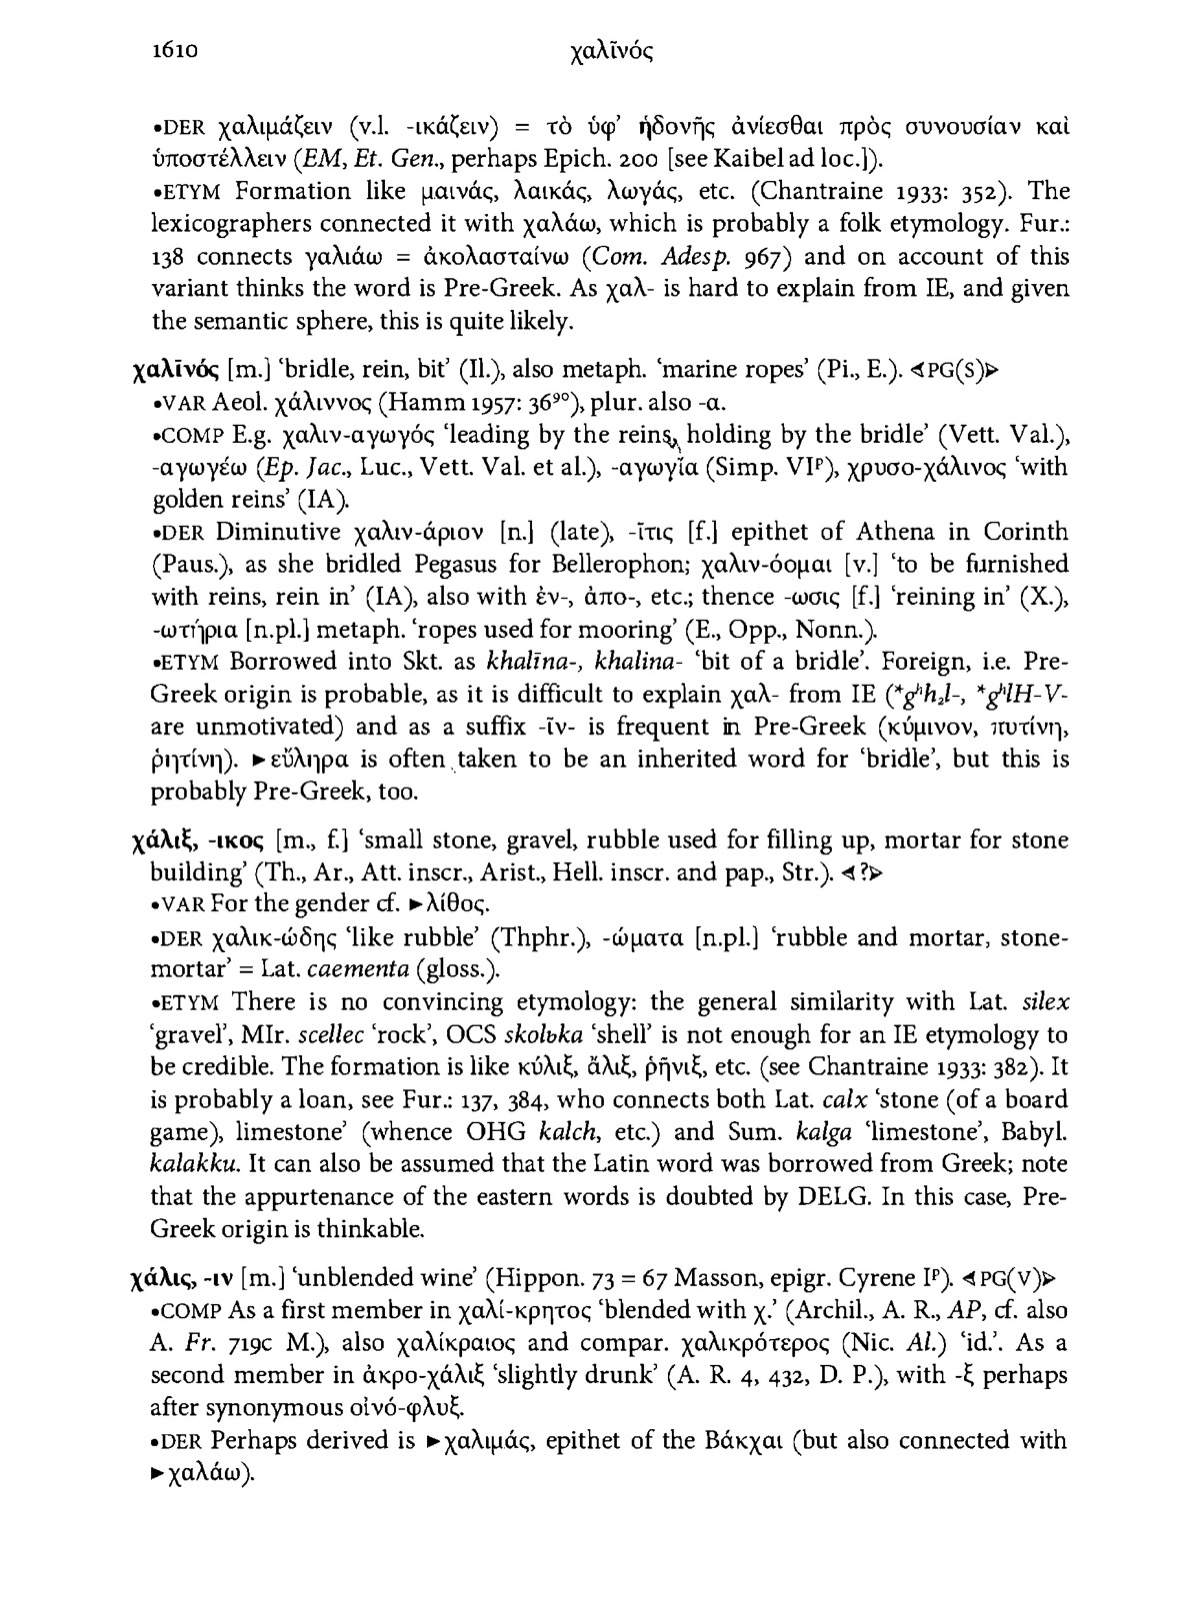 1610 χαλῑνός
•DER χαλιμάζειν (v.l. -ικάζειν) = τὸ ὑφ’ ἡδονῆς ἀνίεσθαι πρὸς συνουσίαν καὶ
ὑποστέλλειν (EM, Et. Gen., perhaps Epich. 200 [see Kaibel ad loc.]).
•ETYM Formation like μαινάς, λαικάς, λωγάς, etc. (Chantraine 1933: 352). The
lexicographers connected it with χαλάω, which is probably a folk etymology. Fur.:
138 connects γαλιάω = ἀκολασταίνω (Com. Adesp. 967) and on account of this
variant thinks the word is Pre-Greek. As χαλ- is hard to explain from IE, and given
the semantic sphere, this is quite likely.
χαλῑνός [m.] ‘bridle, rein, bit’ (Il.), also metaph. ‘marine ropes’ (Pi., E.). ⊲PG(S)⊳
•VAR Aeol. χάλιννος (Hamm 1957: 36⁹⁰), plur. also -α.
•COMP E.g. χαλιν-αγωγός ‘leading by the reins, holding by the bridle’ (Vett. Val.),
-αγωγέω (Ep. Jac., Luc., Vett. Val. et al.), -αγωγία (Simp. VIᵖ), χρυσο-χάλινος ‘with
golden reins’ (IA).
•DER Diminutive χαλιν-άριον [n.] (late), -ῖτις [f.] epithet of Athena in Corinth
(Paus.), as she bridled Pegasus for Bellerophon; χαλιν-όομαι [v.] ‘to be furnished
with reins, rein in’ (IA), also with ἐν-, ἀπο-, etc.; thence -ωσις [f.] ‘reining in’ (X.),
-ωτήρια [n.pl.] metaph. ‘ropes used for mooring’ (E., Opp., Nonn.).
•ETYM Borrowed into Skt. as khalīna-, khalina- ‘bit of a bridle’. Foreign, i.e. Pre-
Greek origin is probable, as it is difficult to explain χαλ- from IE (*gʰh₂l-, *gʰlH-V-
are unmotivated) and as a suffix -ῑν- is frequent in Pre-Greek (κύμινον, πυτίνη,
ῥητίνη). ►εὔληρα is often taken to be an inherited word for ‘bridle’, but this is
probably Pre-Greek, too.
χάλιξ, -ικος [m., f.] ‘small stone, gravel, rubble used for filling up, mortar for stone
building’ (Th., Ar., Att. inscr., Arist., Hell. inscr. and pap., Str.). ⊲?⊳
•VAR For the gender cf. ►λίθος.
•DER χαλικ-ώδης ‘like rubble’ (Thphr.), -ώματα [n.pl.] ‘rubble and mortar, stone-
mortar’ = Lat. caementa (gloss.).
•ETYM There is no convincing etymology: the general similarity with Lat. silex
‘gravel’, MIr. scellec ‘rock’, OCS skolьka ‘shell’ is not enough for an IE etymology to
be credible. The formation is like κύλιξ, ἄλιξ, ῥῆνιξ, etc. (see Chantraine 1933: 382). It
is probably a loan, see Fur.: 137, 384, who connects both Lat. calx ‘stone (of a board
game), limestone’ (whence OHG kalch, etc.) and Sum. kalga ‘limestone’, Babyl.
kalakku. It can also be assumed that the Latin word was borrowed from Greek; note
that the appurtenance of the eastern words is doubted by DELG. In this case, Pre-
Greek origin is thinkable.
χάλις, -ιν [m.] ‘unblended wine’ (Hippon. 73 = 67 Masson, epigr. Cyrene Iᵖ). ⊲PG(V)⊳
•COMP As a first member in χαλί-κρητος ‘blended with χ.’ (Archil., A. R., AP, cf. also
A. Fr. 719c M.), also χαλίκραιος and compar. χαλικρότερος (Nic. Al.) ‘id.’. As a
second member in ἀκρο-χάλιξ ‘slightly drunk’ (A. R. 4, 432, D. P.), with -ξ perhaps
after synonymous οἰνό-φλυξ.
•DER Perhaps derived is ►χαλιμάς, epithet of the Βάκχαι (but also connected with
►χαλάω).